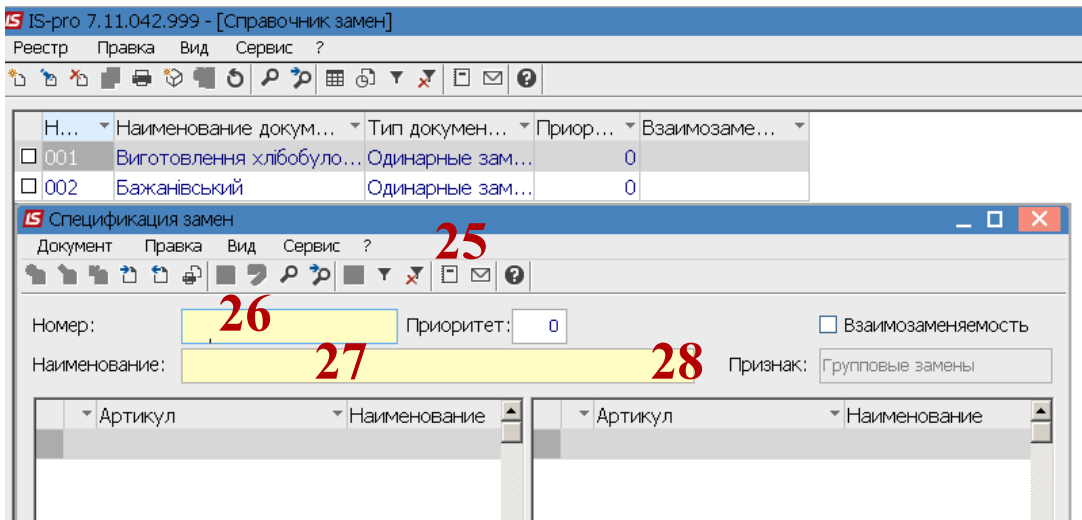 IS-pro 7.11.042.999 - [Справочник замен]
Реестр Правка Вид Сервис ?
Н... Наименование докум... Тип докумен... Приор... Взаимозаме...
001 Виготовлення хлібобуло... Одинарные зам... 0
002 Бажанівський Одинарные зам... 0
Спецификация замен
Документ Правка Вид Сервис ?
25
Номер: 26 Приоритет: 0 Взаимозаменяемость
Наименование: 27 28 Признак: Групповые замены
Артикул Наименование Артикул Наименование